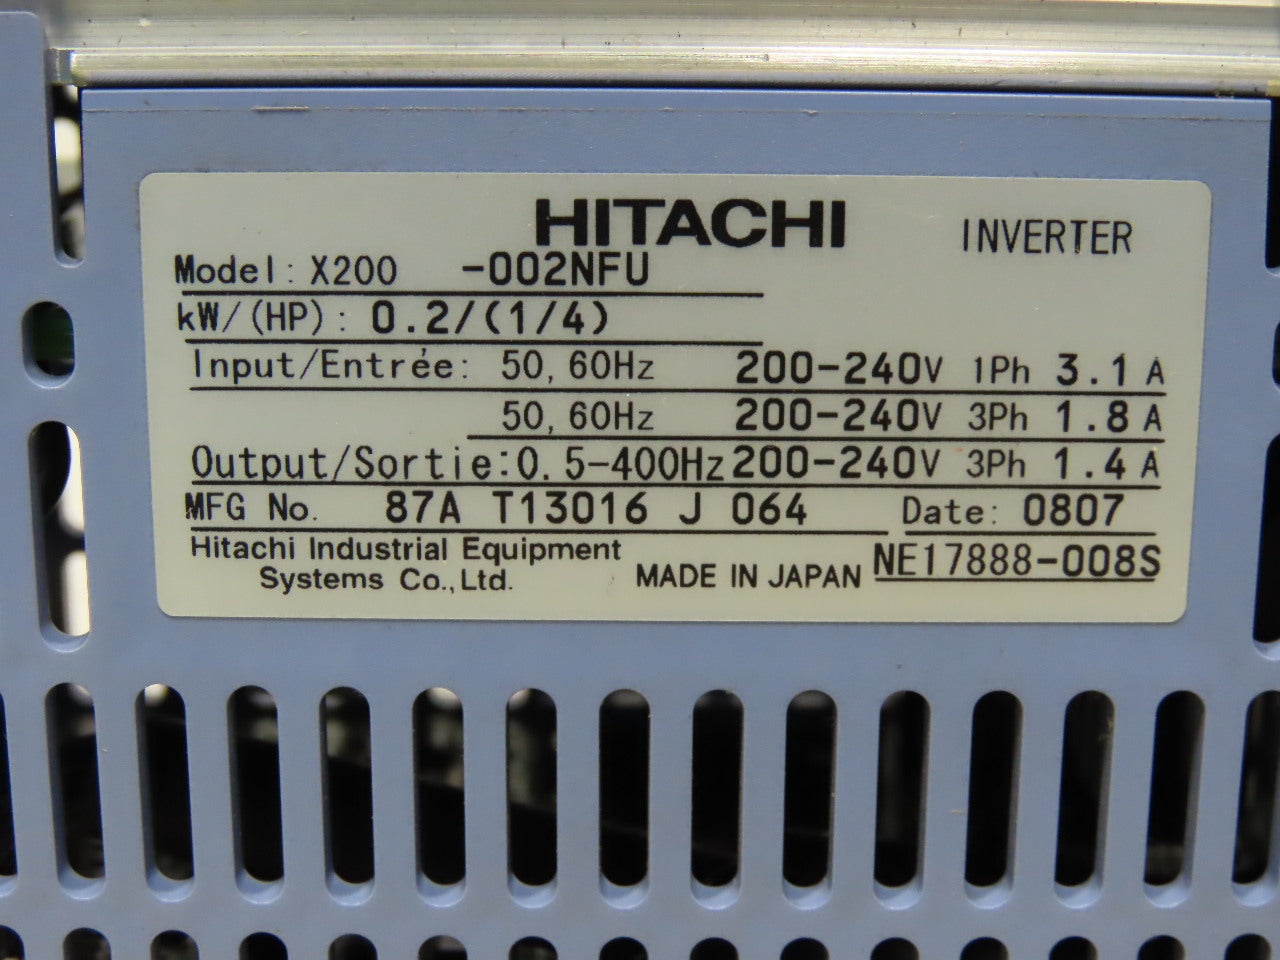 HITACHI INVERTER
Model: X200 -002NFU
kW/(HP): 0.2/(1/4)
Input/Entrée: 50, 60Hz 200-240V 1Ph 3.1 A
50, 60Hz 200-240V 3Ph 1.8 A
Output/Sortie: 0.5-400Hz 200-240V 3Ph 1.4 A
MFG No. 87A T13016 J 064 Date: 0807
Hitachi Industrial Equipment
Systems Co., Ltd. MADE IN JAPAN NE17888-008S